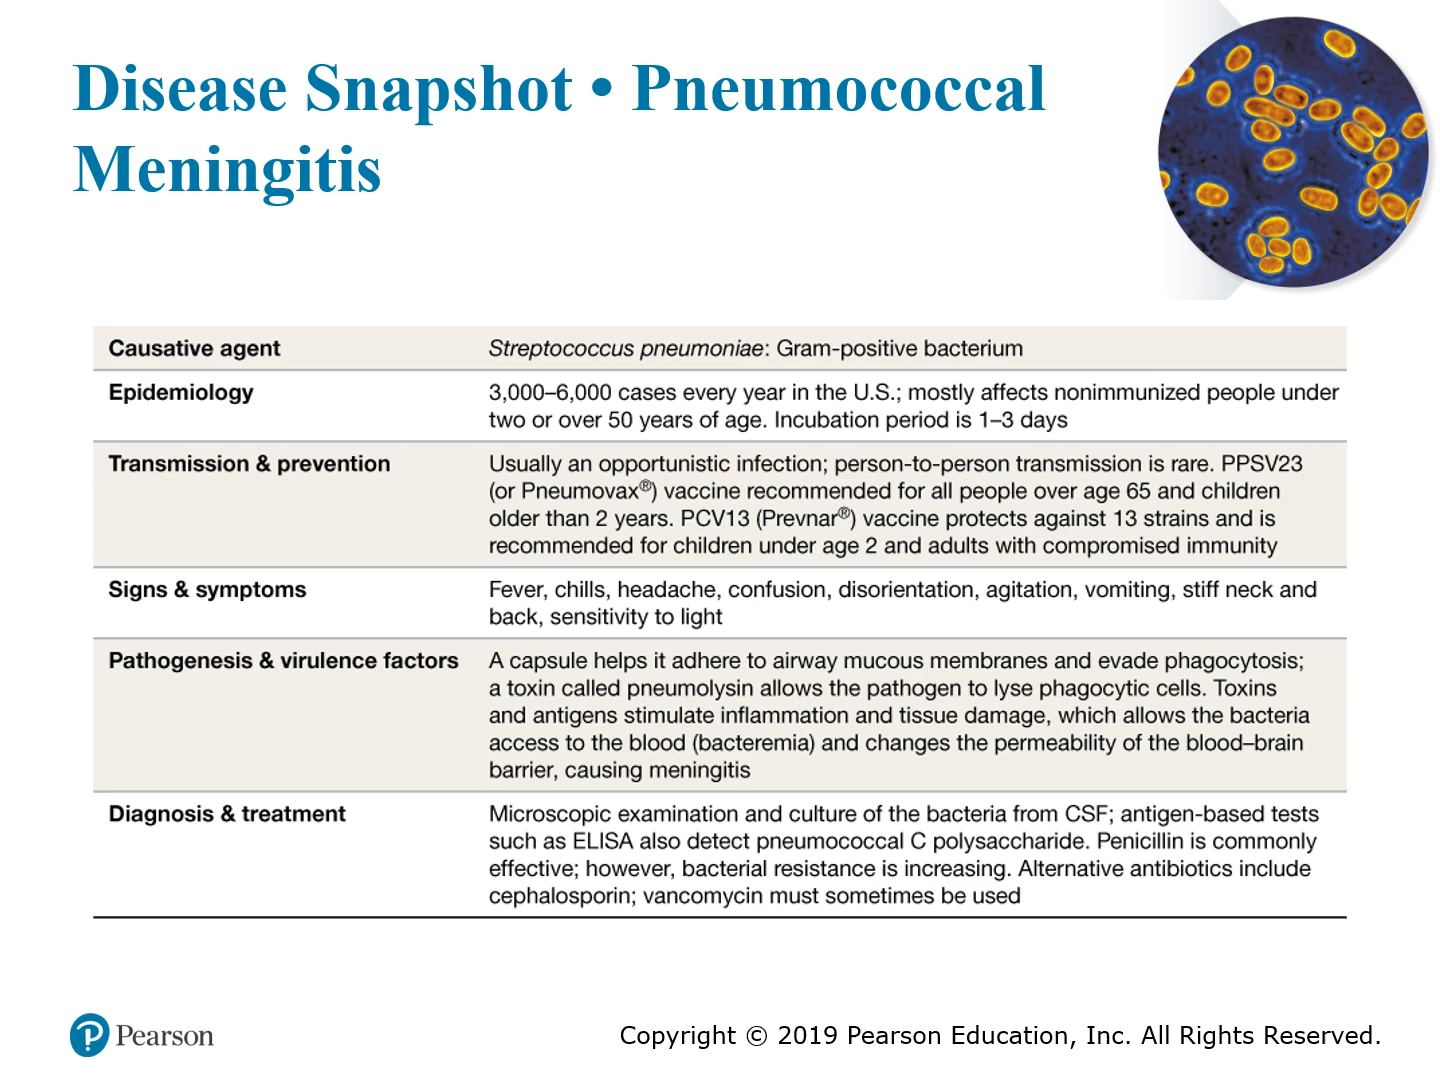 Disease Snapshot • Pneumococcal
Meningitis
Causative agent
Streptococcus pneumoniae: Gram-positive bacterium
Epidemiology
3,000–6,000 cases every year in the U.S.; mostly affects nonimmunized people under
two or over 50 years of age. Incubation period is 1–3 days
Transmission & prevention
Usually an opportunistic infection; person-to-person transmission is rare. PPSV23
(or Pneumovax®) vaccine recommended for all people over age 65 and children
older than 2 years. PCV13 (Prevnar®) vaccine protects against 13 strains and is
recommended for children under age 2 and adults with compromised immunity
Signs & symptoms
Fever, chills, headache, confusion, disorientation, agitation, vomiting, stiff neck and
back, sensitivity to light
Pathogenesis & virulence factors
A capsule helps it adhere to airway mucous membranes and evade phagocytosis;
a toxin called pneumolysin allows the pathogen to lyse phagocytic cells. Toxins
and antigens stimulate inflammation and tissue damage, which allows the bacteria
access to the blood (bacteremia) and changes the permeability of the blood–brain
barrier, causing meningitis
Diagnosis & treatment
Microscopic examination and culture of the bacteria from CSF; antigen-based tests
such as ELISA also detect pneumococcal C polysaccharide. Penicillin is commonly
effective; however, bacterial resistance is increasing. Alternative antibiotics include
cephalosporin; vancomycin must sometimes be used
P Pearson
Copyright © 2019 Pearson Education, Inc. All Rights Reserved.